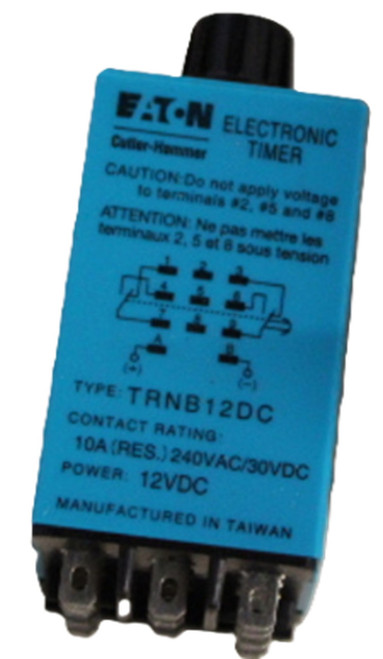 EATON
Cutler-Hammer
ELECTRONIC
TIMER
CAUTION: Do not apply voltage
to terminals #2, #5 and #8
ATTENTION: Ne pas mettre les
terminaux 2, 5 et 8 sous tension
1 2 3
4 5 6
7 8 9
A B
(+) (−)
TYPE: TRNB12DC
CONTACT RATING:
10A(RES.) 240VAC/30VDC
POWER: 12VDC
MANUFACTURED IN TAIWAN